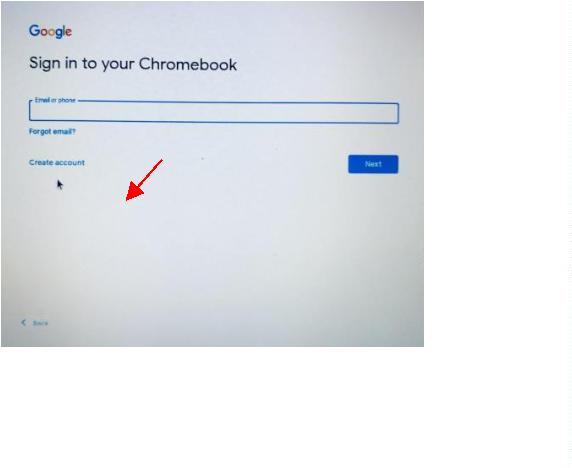 Google
Sign in to your Chromebook
Email or phone
Forgot email?
Create account
Next
Back